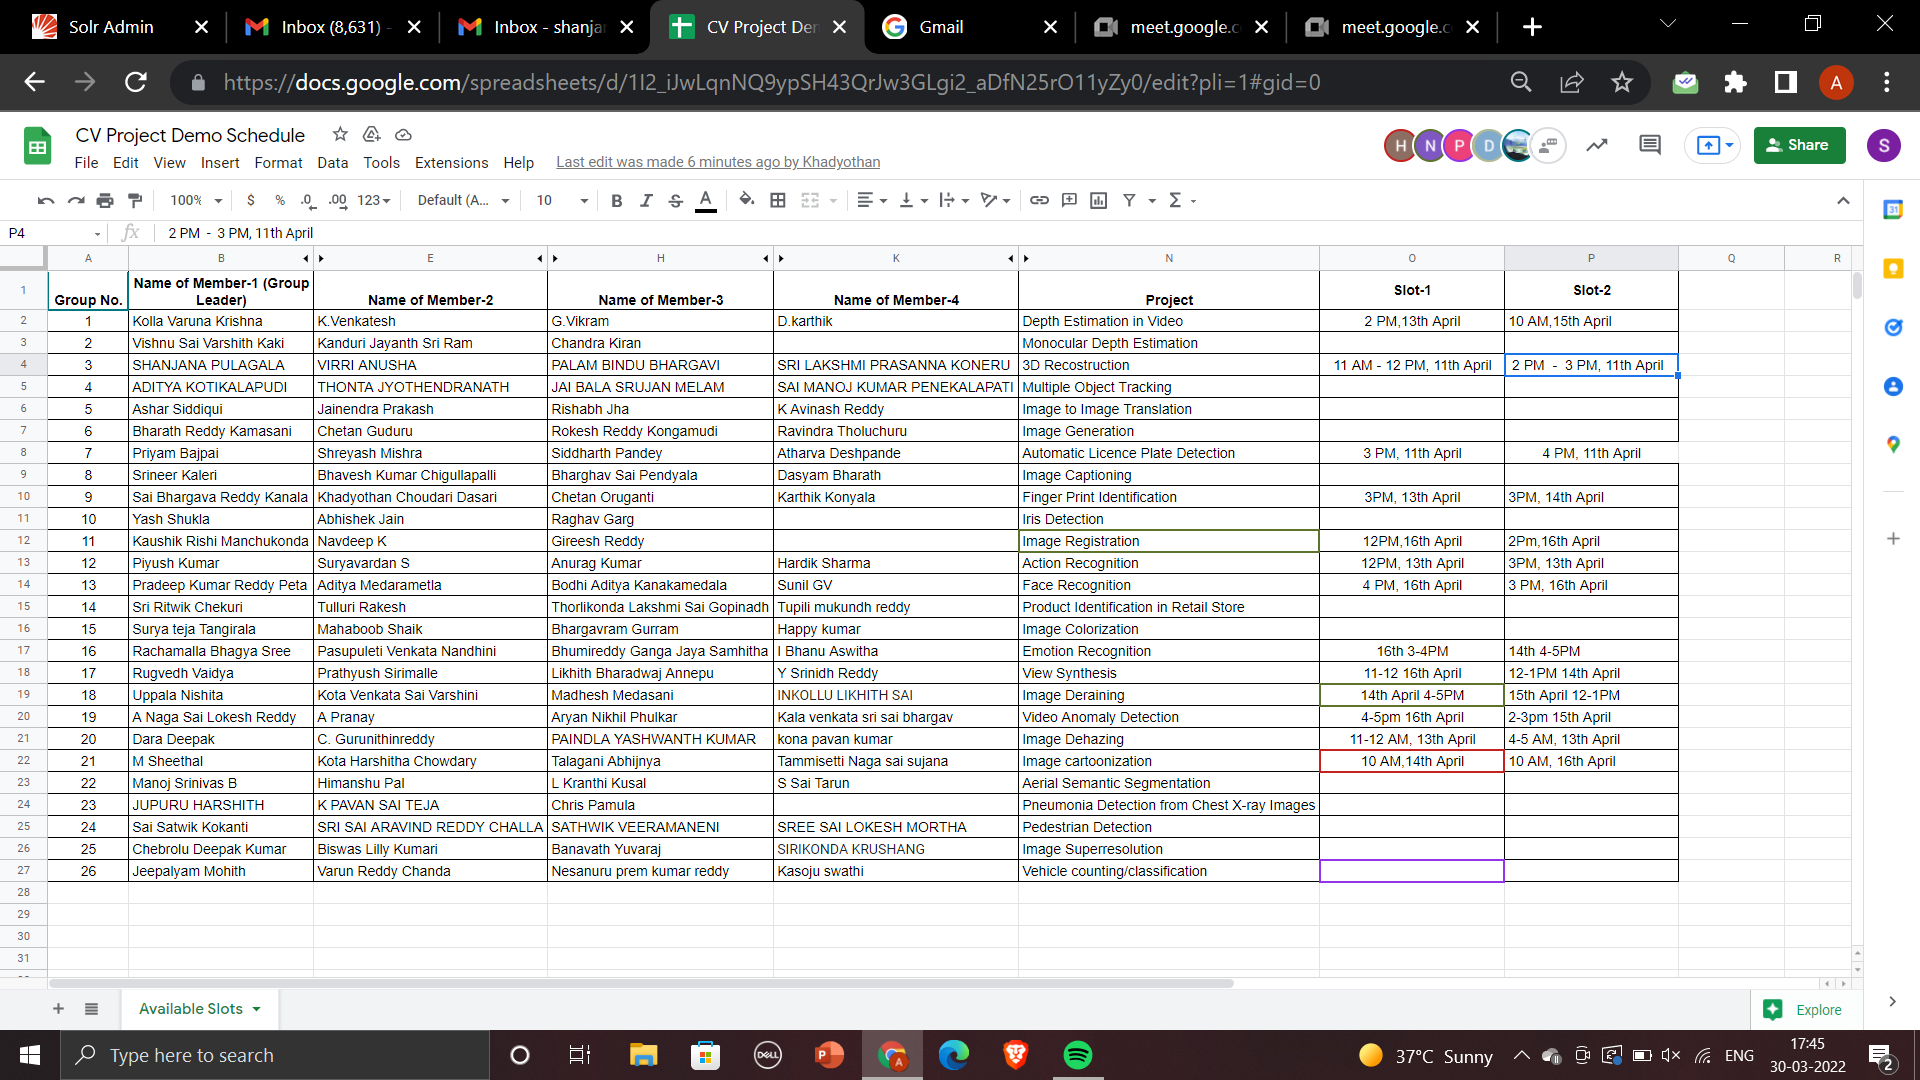 Solr Admin
Inbox (8,631) -
Inbox - shanja
CV Project Den
Gmail
meet.google.c
meet.google.c
https://docs.google.com/spreadsheets/d/1I2_iJwLqnNQ9ypSH43QrJw3GLgi2_aDfN25rO11yZy0/edit?pli=1#gid=0
A
CV Project Demo Schedule
H N P D
Share
S
File Edit View Insert Format Data Tools Extensions Help Last edit was made 6 minutes ago by Khadyothan
100% $ % .0 .00 123 Default (A... 10 B I S A
P4 fx 2 PM - 3 PM, 11th April
A B E H K N O P Q R
1 Group No. Name of Member-1 (Group Leader) Name of Member-2 Name of Member-3 Name of Member-4 Project Slot-1 Slot-2
2 1 Kolla Varuna Krishna K.Venkatesh G.Vikram D.karthik Depth Estimation in Video 2 PM,13th April 10 AM,15th April
3 2 Vishnu Sai Varshith Kaki Kanduri Jayanth Sri Ram Chandra Kiran Monocular Depth Estimation
4 3 SHANJANA PULAGALA VIRRI ANUSHA PALAM BINDU BHARGAVI SRI LAKSHMI PRASANNA KONERU 3D Recostruction 11 AM - 12 PM, 11th April 2 PM - 3 PM, 11th April
5 4 ADITYA KOTIKALAPUDI THONTA JYOTHENDRANATH JAI BALA SRUJAN MELAM SAI MANOJ KUMAR PENEKALAPATI Multiple Object Tracking
6 5 Ashar Siddiqui Jainendra Prakash Rishabh Jha K Avinash Reddy Image to Image Translation
7 6 Bharath Reddy Kamasani Chetan Guduru Rokesh Reddy Kongamudi Ravindra Tholuchuru Image Generation
8 7 Priyam Bajpai Shreyash Mishra Siddharth Pandey Atharva Deshpande Automatic Licence Plate Detection 3 PM, 11th April 4 PM, 11th April
9 8 Srineer Kaleri Bhavesh Kumar Chigullapalli Bharghav Sai Pendyala Dasyam Bharath Image Captioning
10 9 Sai Bhargava Reddy Kanala Khadyothan Choudari Dasari Chetan Oruganti Karthik Konyala Finger Print Identification 3PM, 13th April 3PM, 14th April
11 10 Yash Shukla Abhishek Jain Raghav Garg Iris Detection
12 11 Kaushik Rishi Manchukonda Navdeep K Gireesh Reddy Image Registration 12PM,16th April 2Pm,16th April
13 12 Piyush Kumar Suryavardan S Anurag Kumar Hardik Sharma Action Recognition 12PM, 13th April 3PM, 13th April
14 13 Pradeep Kumar Reddy Peta Aditya Medarametla Bodhi Aditya Kanakamedala Sunil GV Face Recognition 4 PM, 16th April 3 PM, 16th April
15 14 Sri Ritwik Chekuri Tulluri Rakesh Thorlikonda Lakshmi Sai Gopinadh Tupili mukundh reddy Product Identification in Retail Store
16 15 Surya teja Tangirala Mahaboob Shaik Bhargavram Gurram Happy kumar Image Colorization
17 16 Rachamalla Bhagya Sree Pasupuleti Venkata Nandhini Bhumireddy Ganga Jaya Samhitha I Bhanu Aswitha Emotion Recognition 16th 3-4PM 14th 4-5PM
18 17 Rugvedh Vaidya Prathyush Sirimalle Likhith Bharadwaj Annepu Y Srinidh Reddy View Synthesis 11-12 16th April 12-1PM 14th April
19 18 Uppala Nishita Kota Venkata Sai Varshini Madhesh Medasani INKOLLU LIKHITH SAI Image Deraining 14th April 4-5PM 15th April 12-1PM
20 19 A Naga Sai Lokesh Reddy A Pranay Aryan Nikhil Phulkar Kala venkata sri sai bhargav Video Anomaly Detection 4-5pm 16th April 2-3pm 15th April
21 20 Dara Deepak C. Gurunithinreddy PAINDLA YASHWANTH KUMAR kona pavan kumar Image Dehazing 11-12 AM, 13th April 4-5 AM, 13th April
22 21 M Sheethal Kota Harshitha Chowdary Talagani Abhijnya Tammisetti Naga sai sujana Image cartoonization 10 AM,14th April 10 AM, 16th April
23 22 Manoj Srinivas B Himanshu Pal L Kranthi Kusal S Sai Tarun Aerial Semantic Segmentation
24 23 JUPURU HARSHITH K PAVAN SAI TEJA Chris Pamula Pneumonia Detection from Chest X-ray Images
25 24 Sai Satwik Kokanti SRI SAI ARAVIND REDDY CHALLA SATHWIK VEERAMANENI SREE SAI LOKESH MORTHA Pedestrian Detection
26 25 Chebrolu Deepak Kumar Biswas Lilly Kumari Banavath Yuvaraj SIRIKONDA KRUSHANG Image Superresolution
27 26 Jeepalyam Mohith Varun Reddy Chanda Nesanuru prem kumar reddy Kasoju swathi Vehicle counting/classification
28
29
30
31
Available Slots
Explore
Type here to search
DELL
37°C Sunny
ENG
17:45
30-03-2022
2